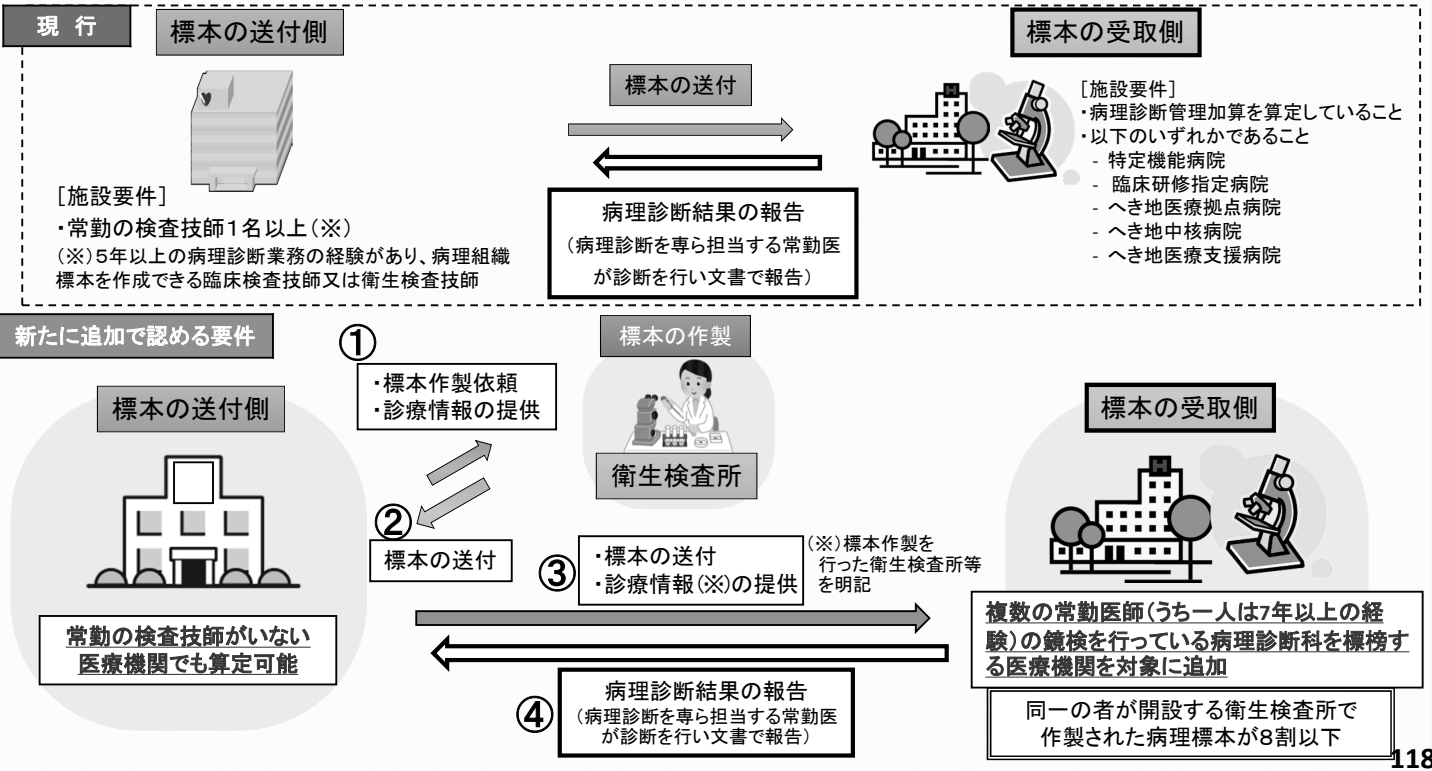 現 行
標本の送付側
[施設要件]
・常勤の検査技師1名以上(※)
(※)5年以上の病理診断業務の経験があり、病理組織
標本を作成できる臨床検査技師又は衛生検査技師
標本の送付
病理診断結果の報告
(病理診断を専ら担当する常勤医
が診断を行い文書で報告)
標本の受取側
H
[施設要件]
・病理診断管理加算を算定していること
・以下のいずれかであること
- 特定機能病院
- 臨床研修指定病院
- へき地医療拠点病院
- へき地中核病院
- へき地医療支援病院
新たに追加で認める要件
標本の送付側
常勤の検査技師がいない
医療機関でも算定可能
①
・標本作製依頼
・診療情報の提供
標本の作製
衛生検査所
②
標本の送付
③
・標本の送付
・診療情報(※)の提供
(※)標本作製を
行った衛生検査所等
を明記
④
病理診断結果の報告
(病理診断を専ら担当する常勤医
が診断を行い文書で報告)
標本の受取側
H
複数の常勤医師(うち一人は7年以上の経
験)の鏡検を行っている病理診断科を標榜す
る医療機関を対象に追加
同一の者が開設する衛生検査所で
作製された病理標本が8割以下
118